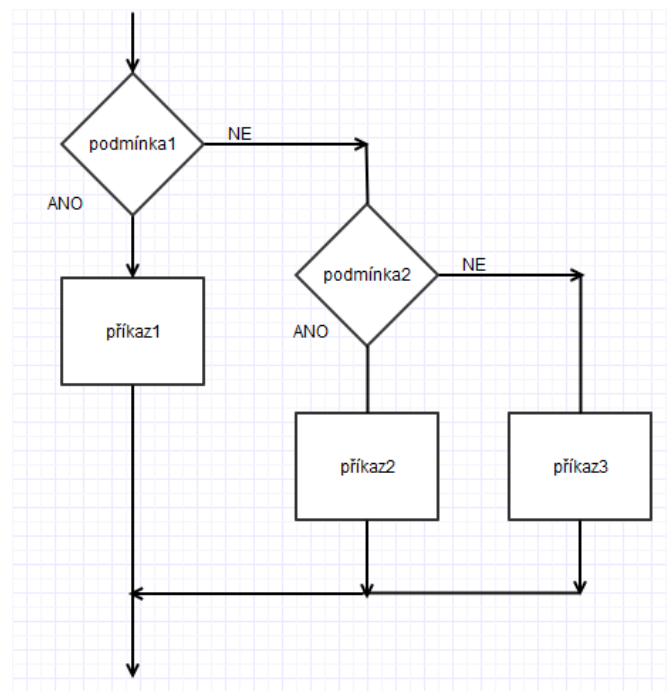 podmínka1
NE
ANO
podmínka2
NE
příkaz1
ANO
příkaz2
příkaz3